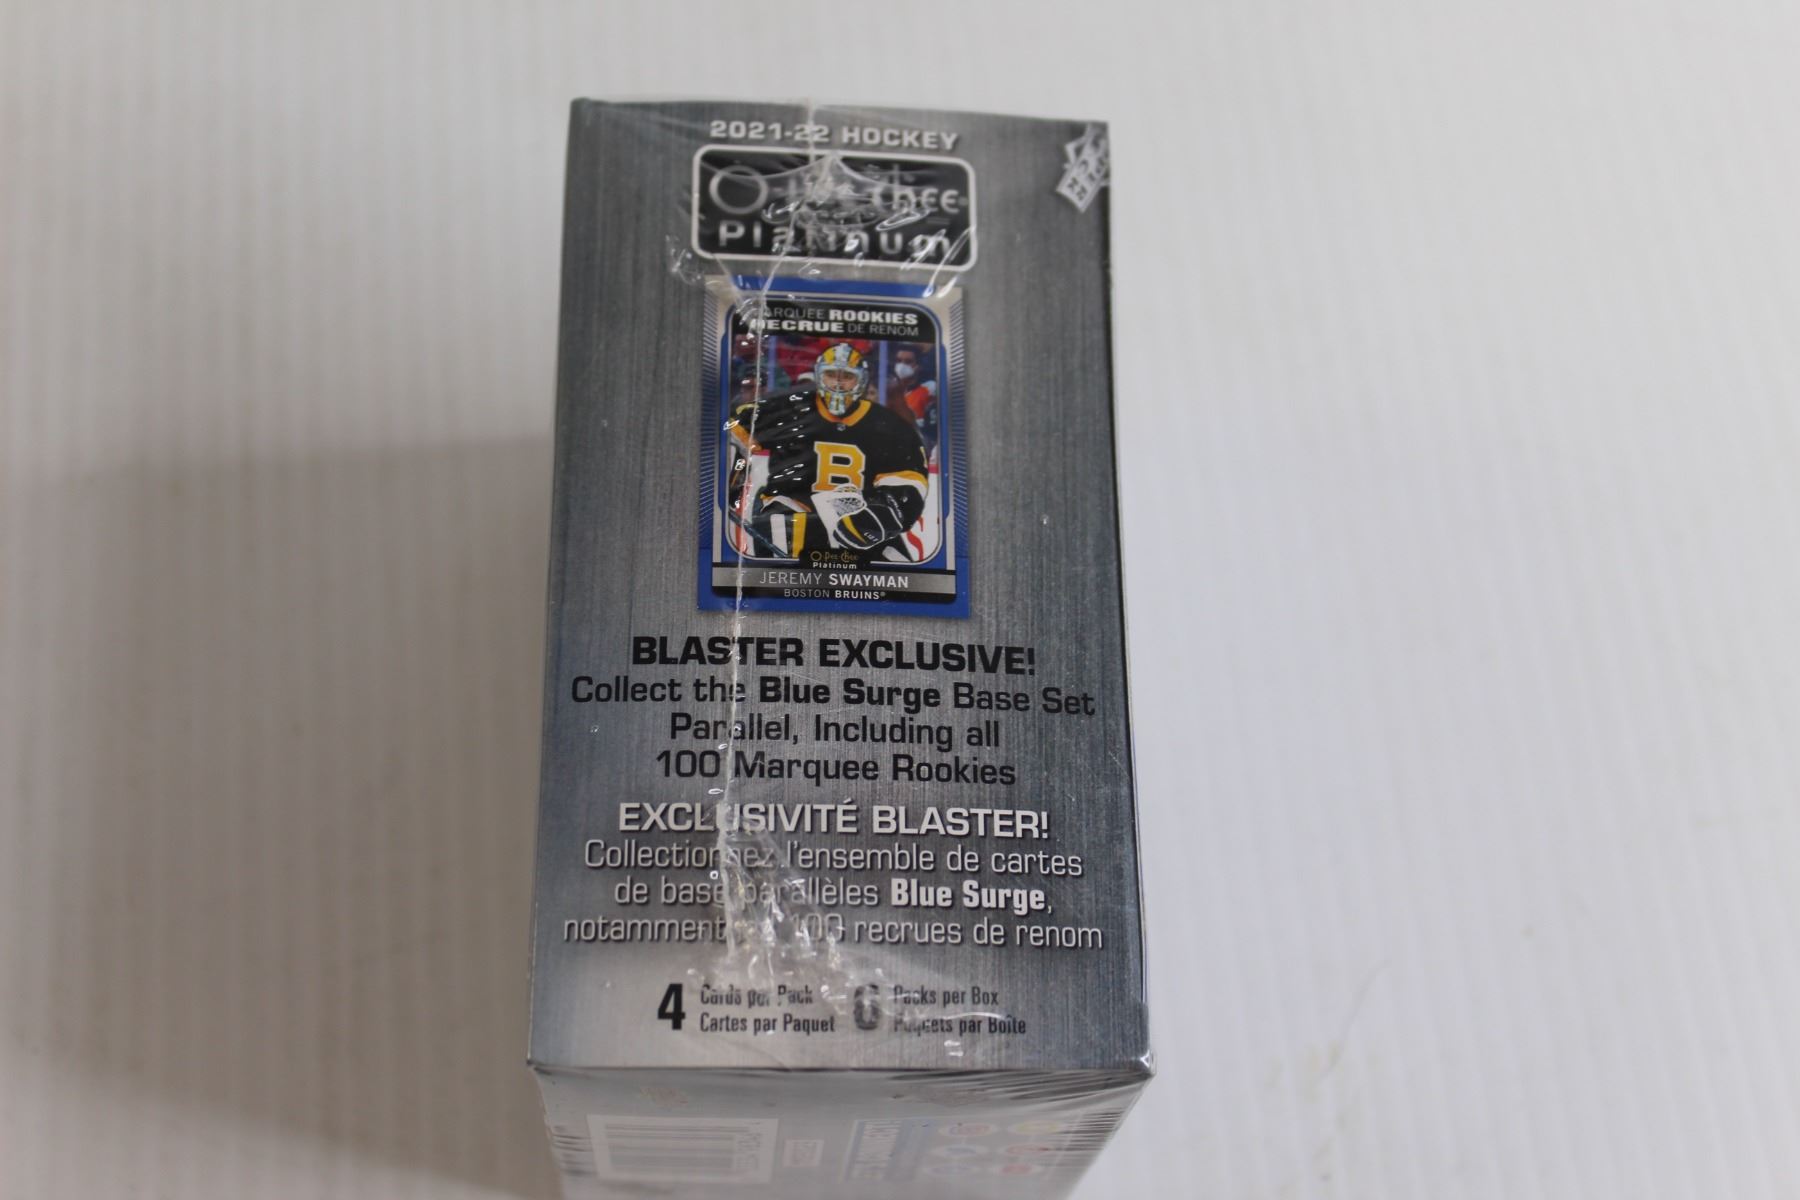 2021-22 HOCKEY
Platinum
MARQUEE ROOKIES
RECRUE DE RENOM
B
O-Pee-Chee
Platinum
JEREMY SWAYMAN
BOSTON BRUINS®
BLASTER EXCLUSIVE!
Collect the Blue Surge Base Set
Parallel, Including all
100 Marquee Rookies
EXCLUSIVITÉ BLASTER!
Collectionnez l'ensemble de cartes
de base parallèles Blue Surge,
notamment 100 recrues de renom
4 Cards per Pack 6 Packs per Box
Cartes par Paquet Paquets par Boîte